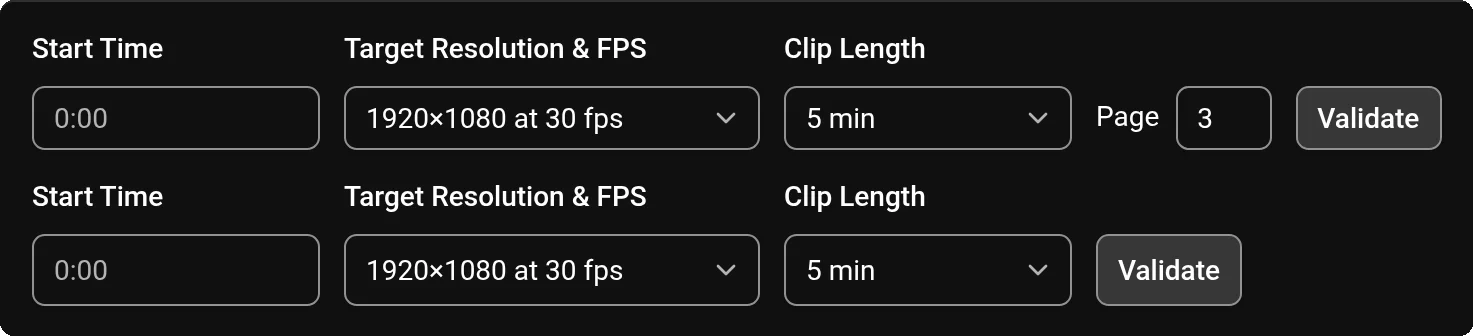 Start Time Target Resolution & FPS Clip Length
0:00 1920×1080 at 30 fps 5 min Page 3 Validate
Start Time Target Resolution & FPS Clip Length
0:00 1920×1080 at 30 fps 5 min Validate